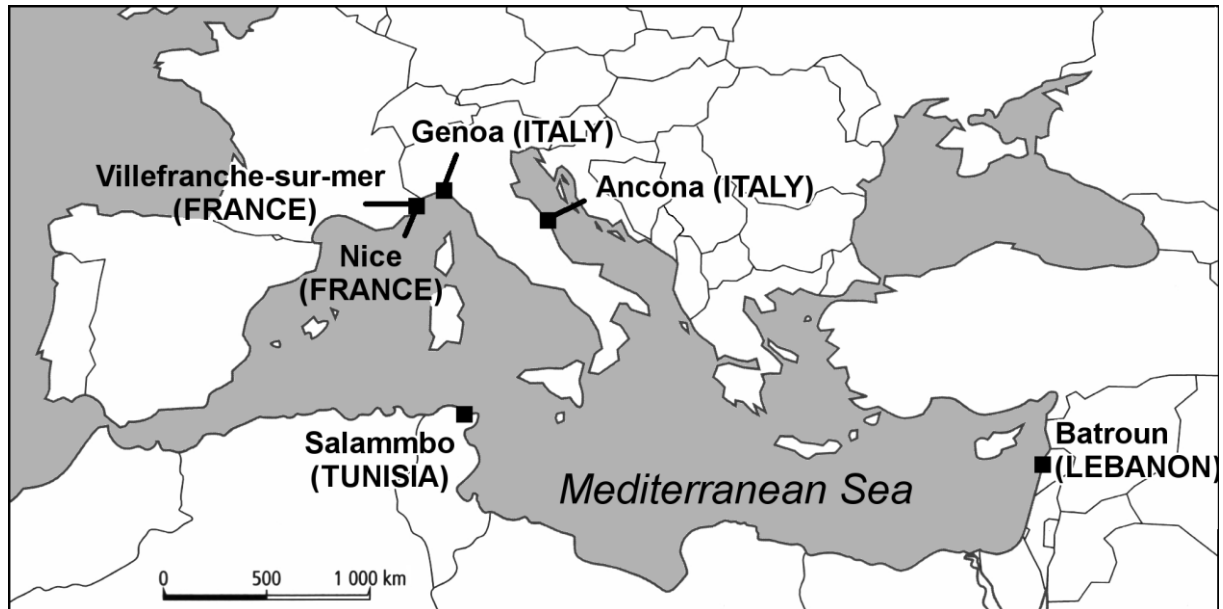 Genoa (ITALY)
Villefranche-sur-mer
(FRANCE)
Ancona (ITALY)
Nice
(FRANCE)
Salammbo
(TUNISIA)
Batroun
(LEBANON)
Mediterranean Sea
0 500 1 000 km